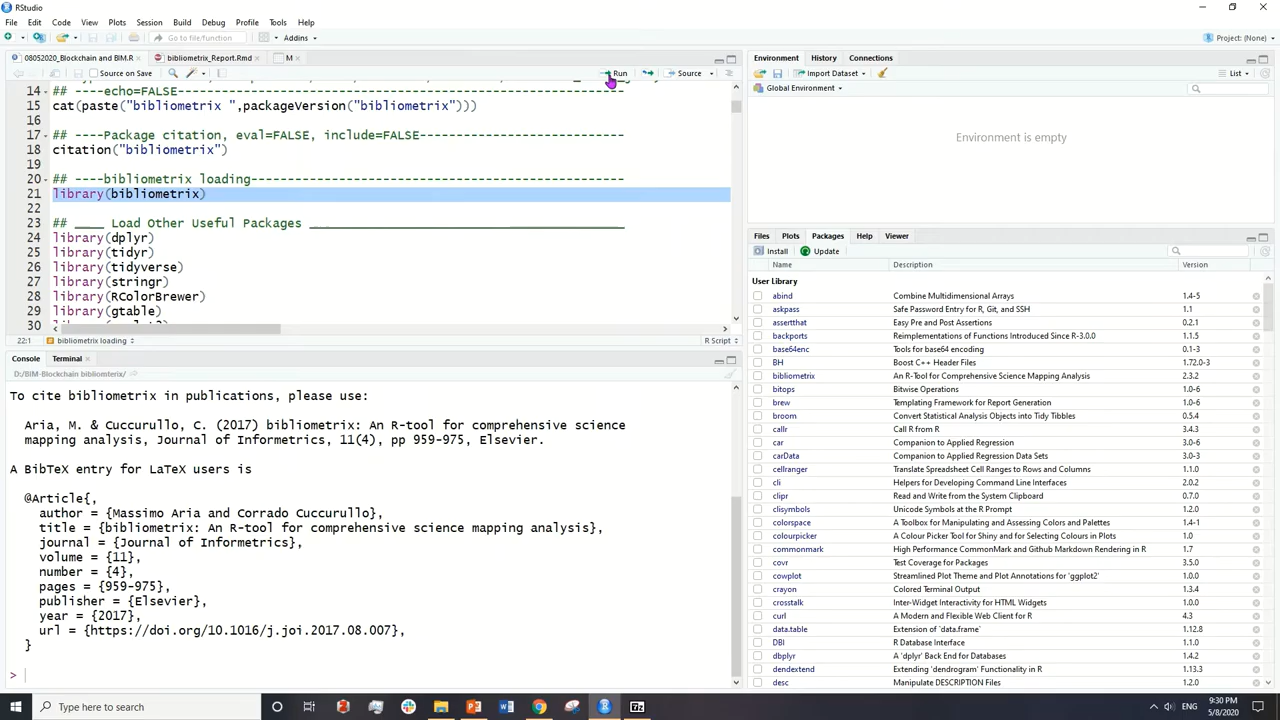 RStudio
File Edit Code View Plots Session Build Debug Profile Tools Help
Go to file/function Addins Project: (None)
08052020_Blockchain and BIM.R bibliometrix_Report.Rmd M
Source on Save Run Source
14 ## ----echo=FALSE--------------------------------------------------------------
15 cat(paste("bibliometrix ",packageVersion("bibliometrix")))
16
17 ## ----Package citation, eval=FALSE, include=FALSE----------------------------
18 citation("bibliometrix")
19
20 ## ----bibliometrix loading----------------------------------------------------
21 library(bibliometrix)
22
23 ## ____ Load Other Useful Packages ____________________________________________
24 library(dplyr)
25 library(tidyr)
26 library(tidyverse)
27 library(stringr)
28 library(RColorBrewer)
29 library(gtable)
30
22:1 bibliometrix loading R Script
Console Terminal
D:/BIM-Blockchain bibliomterix/
To cite bibliometrix in publications, please use:
Aria, M. & Cuccurullo, C. (2017) bibliometrix: An R-tool for comprehensive science
mapping analysis, Journal of Informetrics, 11(4), pp 959-975, Elsevier.
A BibTeX entry for LaTeX users is
@Article{,
author = {Massimo Aria and Corrado Cuccurullo},
title = {bibliometrix: An R-tool for comprehensive science mapping analysis},
journal = {Journal of Informetrics},
volume = {11},
number = {4},
pages = {959-975},
publisher = {Elsevier},
year = {2017},
url = {https://doi.org/10.1016/j.joi.2017.08.007},
}
>
Environment History Connections
Import Dataset List
Global Environment
Environment is empty
Files Plots Packages Help Viewer
Install Update
Name Description Version
User Library
abind Combine Multidimensional Arrays 1.4-5
askpass Safe Password Entry for R, Git, and SSH 1.1
assertthat Easy Pre and Post Assertions 0.2.1
backports Reimplementations of Functions Introduced Since R-3.0.0 1.1.5
base64enc Tools for base64 encoding 0.1-3
BH Boost C++ Header Files 1.72.0-3
bibliometrix An R-Tool for Comprehensive Science Mapping Analysis 2.3.2
bitops Bitwise Operations 1.0-6
brew Templating Framework for Report Generation 1.0-6
broom Convert Statistical Analysis Objects into Tidy Tibbles 0.5.4
callr Call R from R 3.4.3
car Companion to Applied Regression 3.0-6
carData Companion to Applied Regression Data Sets 3.0-3
cellranger Translate Spreadsheet Cell Ranges to Rows and Columns 1.1.0
cli Helpers for Developing Command Line Interfaces 2.0.2
clipr Read and Write from the System Clipboard 0.7.0
clisymbols Unicode Symbols at the R Prompt 1.2.0
colorspace A Toolbox for Manipulating and Assessing Colors and Palettes 1.4-1
colourpicker A Colour Picker Tool for Shiny and for Selecting Colours in Plots 1.0
commonmark High Performance CommonMark and Github Markdown Rendering in R 1.7
covr Test Coverage for Packages 3.5.0
cowplot Streamlined Plot Theme and Plot Annotations for 'ggplot2' 1.0.0
crayon Colored Terminal Output 1.3.4
crosstalk Inter-Widget Interactivity for HTML Widgets 1.0.0
curl A Modern and Flexible Web Client for R 4.3
data.table Extension of `data.frame` 1.12.8
DBI R Database Interface 1.1.0
dbplyr A 'dplyr' Back End for Databases 1.4.2
dendextend Extending 'dendrogram' Functionality in R 1.13.3
desc Manipulate DESCRIPTION Files 1.2.0
Type here to search ENG 9:30 PM
5/8/2020